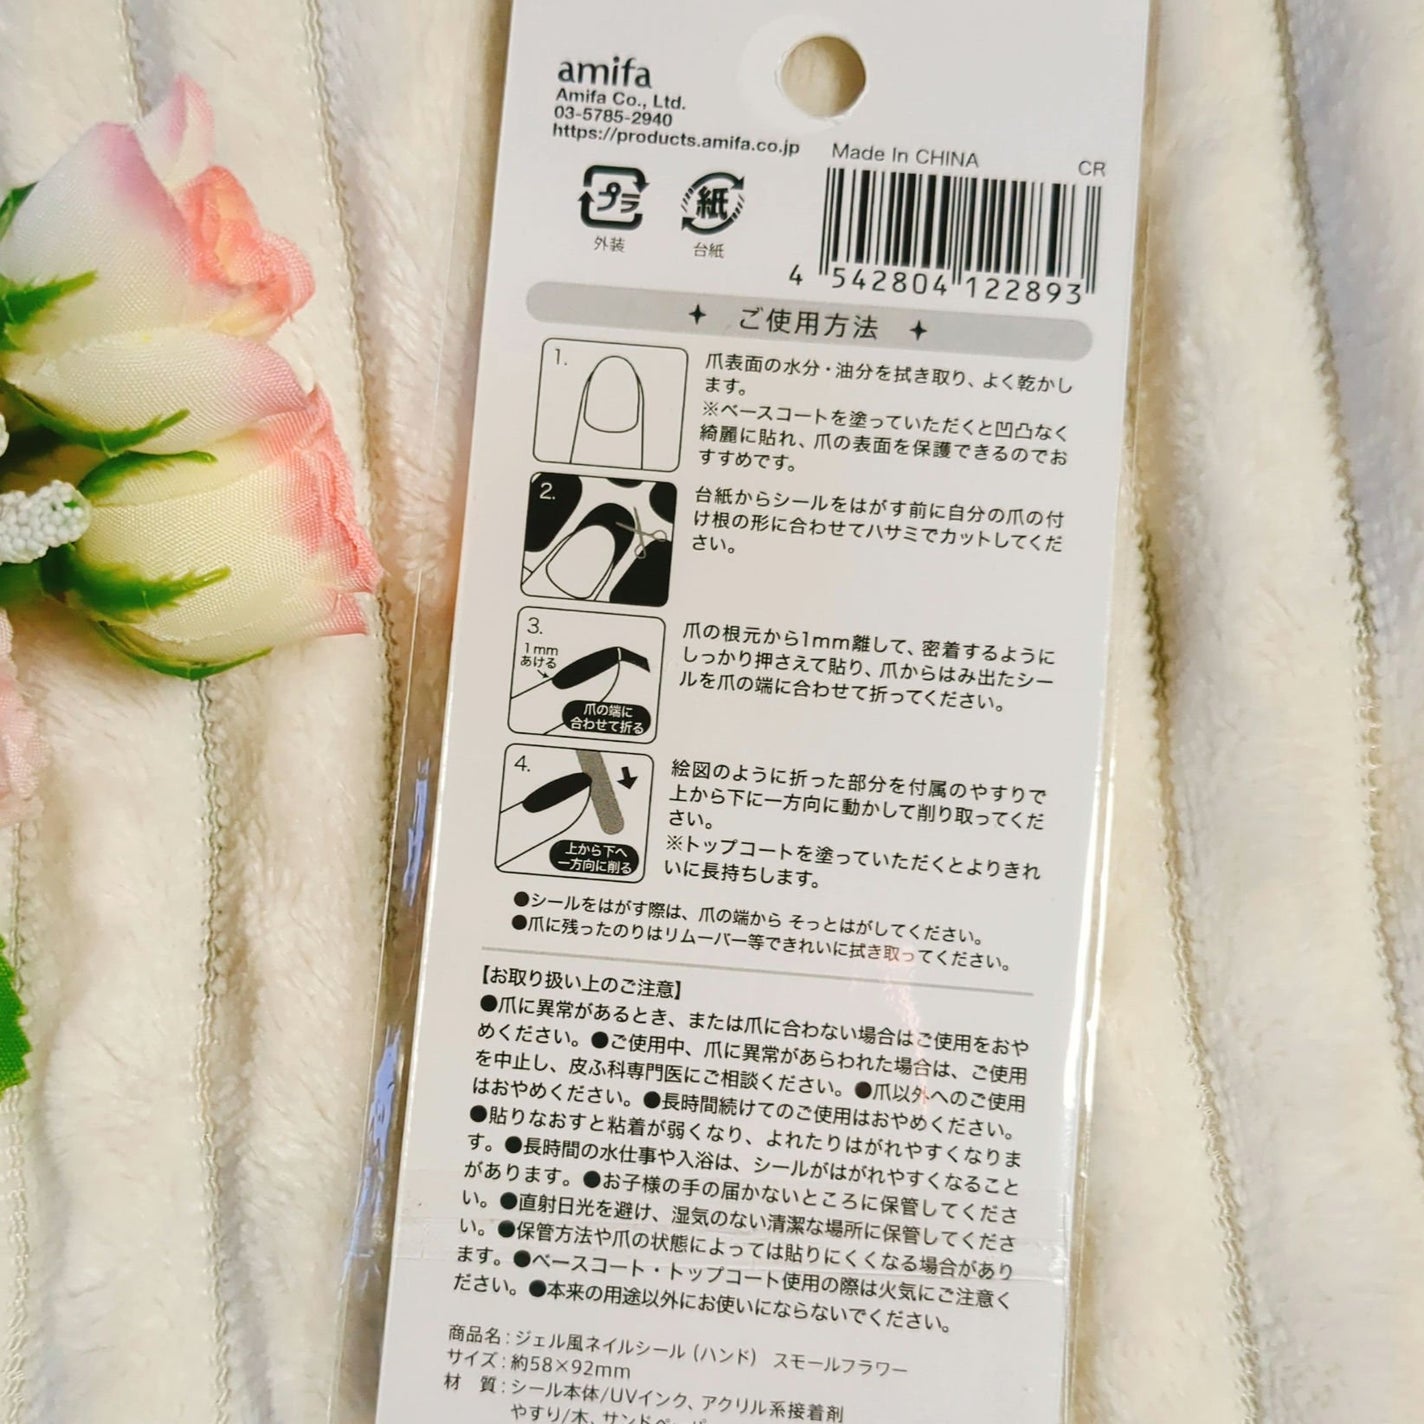 amifa
Amifa Co., Ltd.
03-5785-2940
https://products.amifa.co.jp
Made In CHINA
CR
プラ
外装
紙
台紙
4 542804 122893
ご使用方法
1.
爪表面の水分・油分を拭き取り、よく乾かし
ます。
※ベースコートを塗っていただくと凹凸なく
綺麗に貼れ、爪の表面を保護できるのでお
すすめです。
2.
台紙からシールをはがす前に自分の爪の付
け根の形に合わせてハサミでカットしてくだ
さい。
3.
1mm
あける
爪の端に
合わせて折る
爪の根元から1mm離して、密着するように
しっかり押さえて貼り、爪からはみ出たシー
ルを爪の端に合わせて折ってください。
4.
上から下へ
一方向に削る
絵図のように折った部分を付属のやすりで
上から下に一方向に動かして削り取ってくだ
さい。
※トップコートを塗っていただくとよりきれ
いに長持ちします。
●シールをはがす際は、爪の端から そっとはがしてください。
●爪に残ったのりはリムーバー等できれいに拭き取ってください。
【お取り扱い上のご注意】
●爪に異常があるとき、または爪に合わない場合はご使用をおや
めください。●ご使用中、爪に異常があらわれた場合は、ご使用
を中止し、皮ふ科専門医にご相談ください。●爪以外へのご使用
はおやめください。●長時間続けてのご使用はおやめください。
●貼りなおすと粘着が弱くなり、よれたりはがれやすくなりま
す。●長時間の水仕事や入浴は、シールがはがれやすくなること
があります。●お子様の手の届かないところに保管してくださ
い。●直射日光を避け、湿気のない清潔な場所に保管してくださ
い。●保管方法や爪の状態によっては貼りにくくなる場合があり
ます。●ベースコート・トップコート使用の際は火気にご注意く
ださい。●本来の用途以外にお使いにならないでください。
商品名：ジェル風ネイルシール（ハンド） スモールフラワー
サイズ：約58×92mm
材 質：シール本体/UVインク、アクリル系接着剤
やすり/木、サンドペーパー